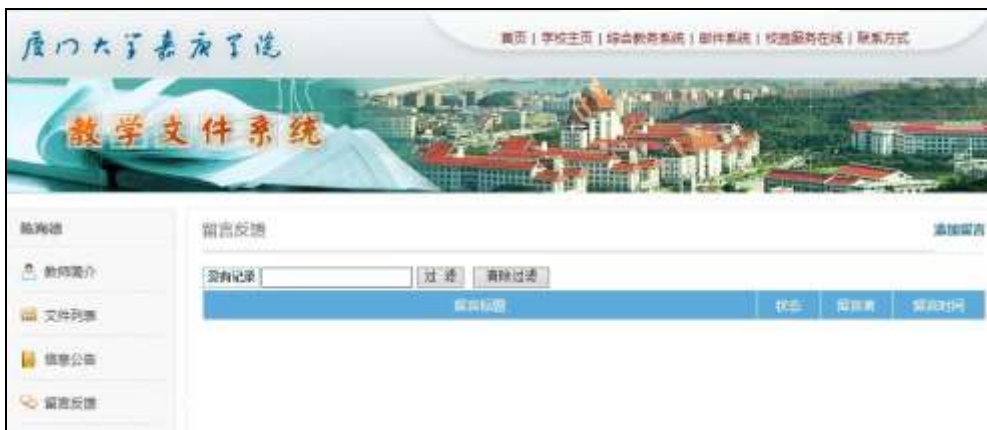 厦门大学嘉庚学院
首页 | 学校主页 | 综合教务系统 | 邮件系统 | 校园服务在线 | 联系方式
教学文件系统
留言反馈
添加留言
教师简介
没有记录 过 滤 清除过滤
留言标题 状态 留言者 留言时间
文件列表
信息公告
留言反馈